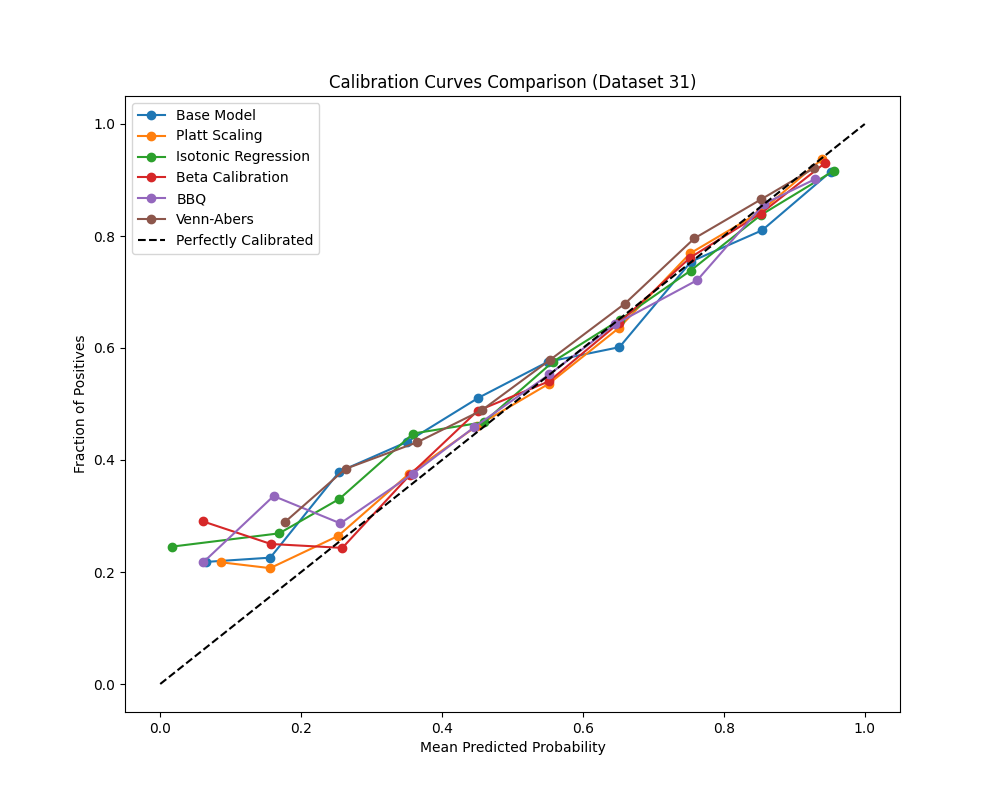 Calibration Curves Comparison (Dataset 31)
Base Model
Platt Scaling
Isotonic Regression
Beta Calibration
BBQ
Venn-Abers
Perfectly Calibrated
Fraction of Positives
1.0
0.8
0.6
0.4
0.2
0.0
0.0 0.2 0.4 0.6 0.8 1.0
Mean Predicted Probability